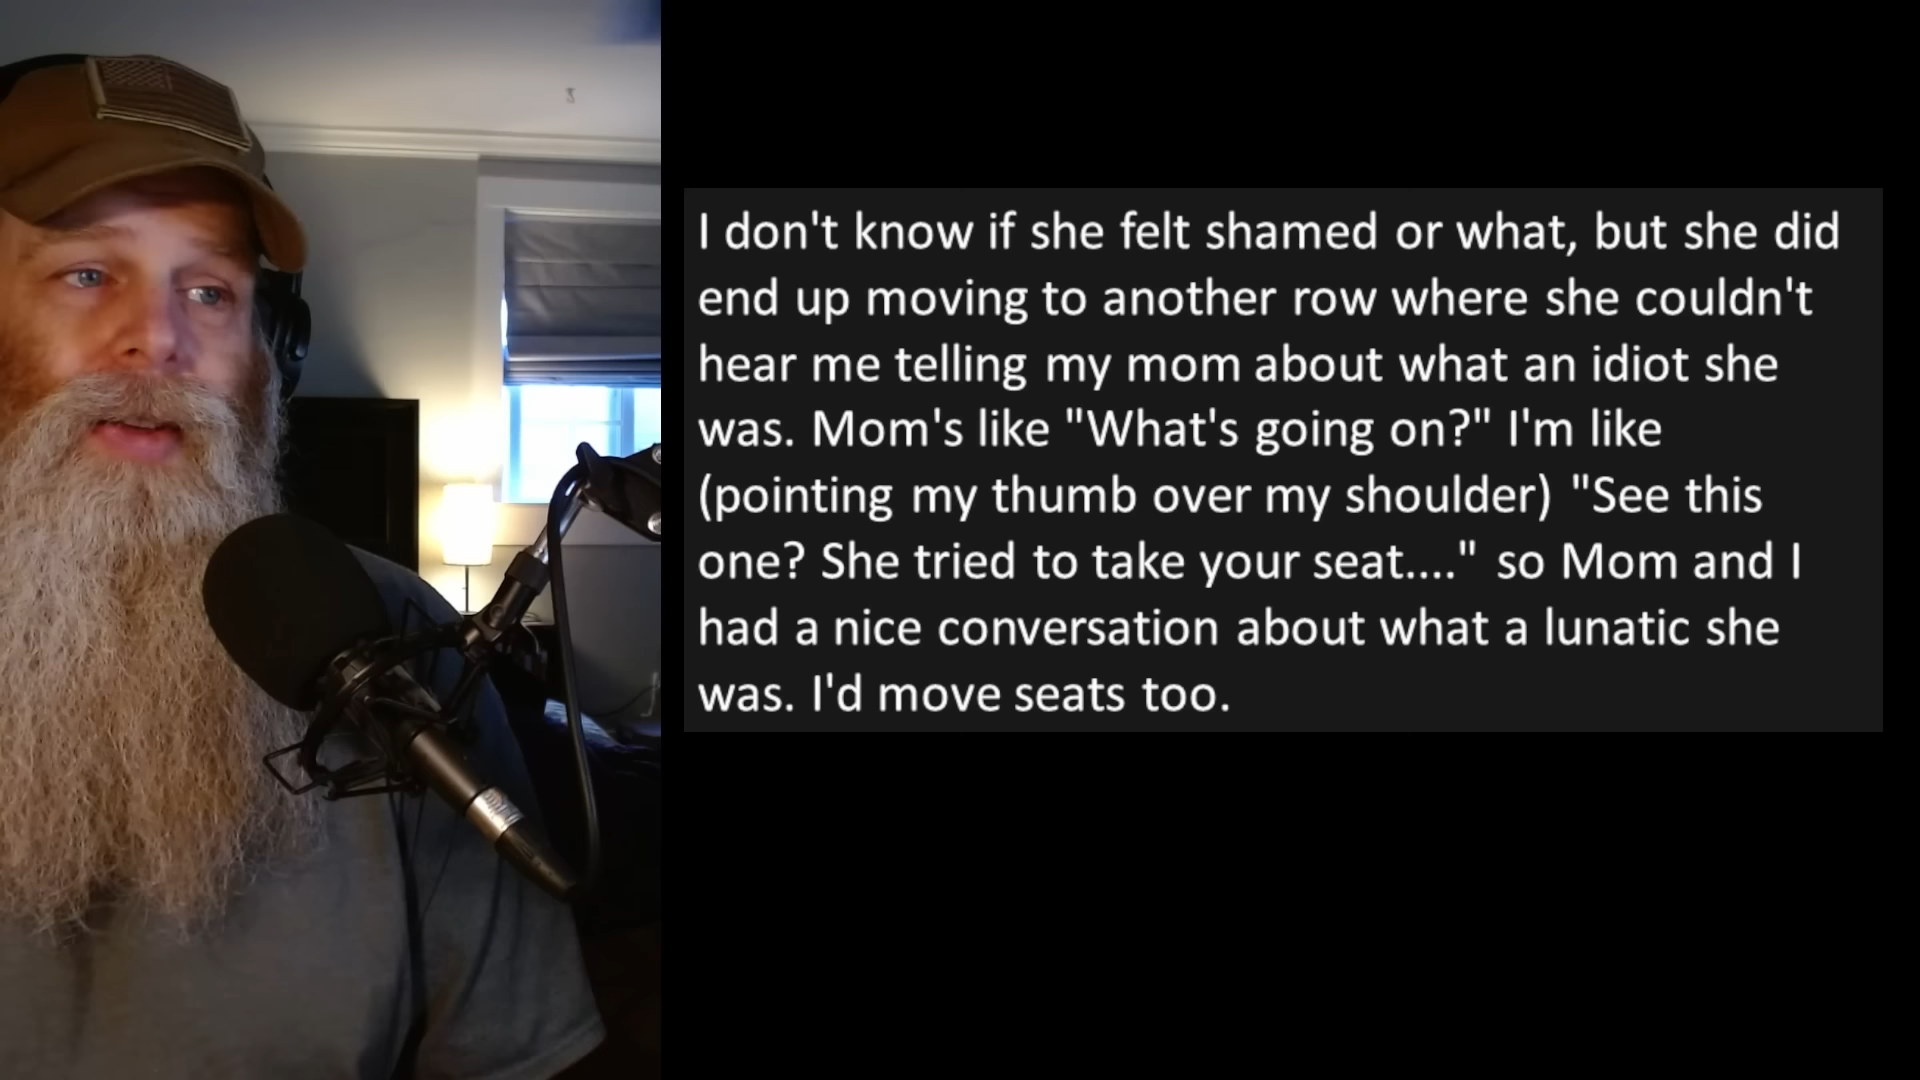 I don't know if she felt shamed or what, but she did
end up moving to another row where she couldn't
hear me telling my mom about what an idiot she
was. Mom's like "What's going on?" I'm like
(pointing my thumb over my shoulder) "See this
one? She tried to take your seat...." so Mom and I
had a nice conversation about what a lunatic she
was. I'd move seats too.